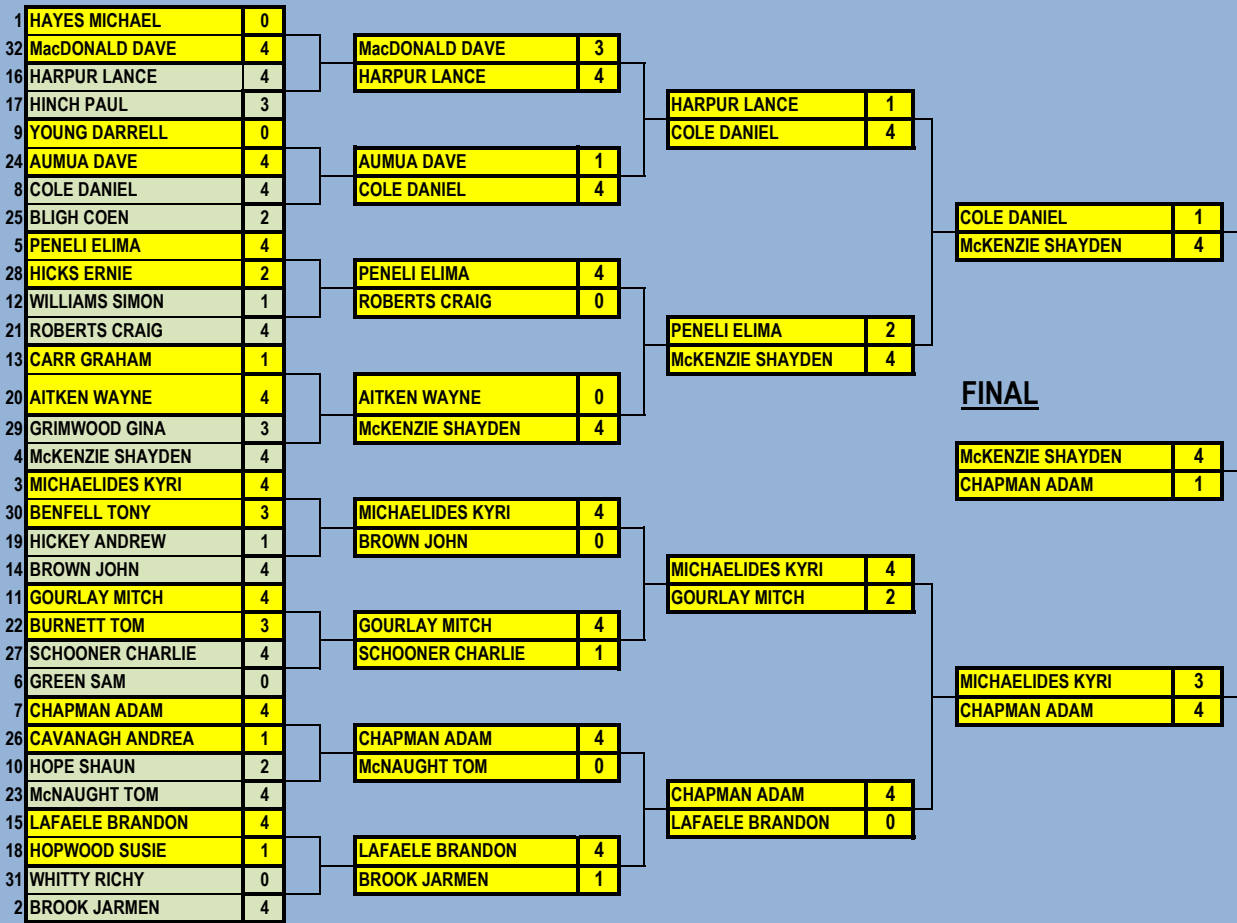 1 HAYES MICHAEL 0
32 MacDONALD DAVE 4
16 HARPUR LANCE 4
17 HINCH PAUL 3
9 YOUNG DARRELL 0
24 AUMUA DAVE 4
8 COLE DANIEL 4
25 BLIGH COEN 2
5 PENELI ELIMA 4
28 HICKS ERNIE 2
12 WILLIAMS SIMON 1
21 ROBERTS CRAIG 4
13 CARR GRAHAM 1
20 AITKEN WAYNE 4
29 GRIMWOOD GINA 3
4 McKENZIE SHAYDEN 4
3 MICHAELIDES KYRI 4
30 BENFELL TONY 3
19 HICKEY ANDREW 1
14 BROWN JOHN 4
11 GOURLAY MITCH 4
22 BURNETT TOM 3
27 SCHOONER CHARLIE 4
6 GREEN SAM 0
7 CHAPMAN ADAM 4
26 CAVANAGH ANDREA 1
10 HOPE SHAUN 2
23 McNAUGHT TOM 4
15 LAFAELE BRANDON 4
18 HOPWOOD SUSIE 1
31 WHITTY RICHY 0
2 BROOK JARMEN 4
MacDONALD DAVE 3
HARPUR LANCE 4
AUMUA DAVE 1
COLE DANIEL 4
PENELI ELIMA 4
ROBERTS CRAIG 0
AITKEN WAYNE 0
McKENZIE SHAYDEN 4
MICHAELIDES KYRI 4
BROWN JOHN 0
GOURLAY MITCH 4
SCHOONER CHARLIE 1
CHAPMAN ADAM 4
McNAUGHT TOM 0
LAFAELE BRANDON 4
BROOK JARMEN 1
HARPUR LANCE 1
COLE DANIEL 4
PENELI ELIMA 2
McKENZIE SHAYDEN 4
MICHAELIDES KYRI 4
GOURLAY MITCH 2
CHAPMAN ADAM 4
LAFAELE BRANDON 0
COLE DANIEL 1
McKENZIE SHAYDEN 4
FINAL
McKENZIE SHAYDEN 4
CHAPMAN ADAM 1
MICHAELIDES KYRI 3
CHAPMAN ADAM 4